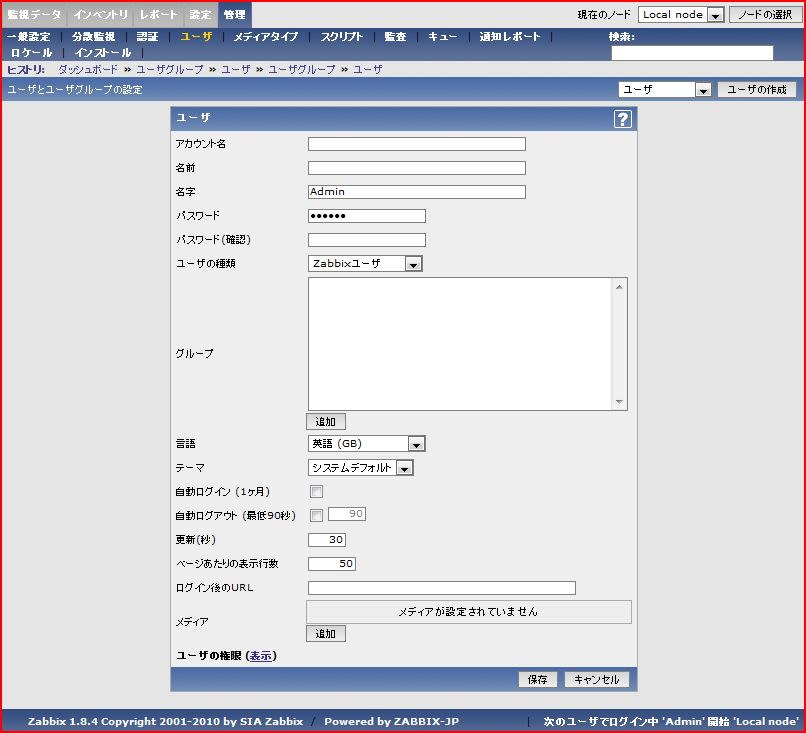 監視データ インベントリ レポート 設定 管理 現在のノード Local node ノードの選択
一般設定 | 分散監視 | 認証 | ユーザ | メディアタイプ | スクリプト | 監査 | キュー | 通知レポート | 検索:
ロケール | インストール |
ヒストリ: ダッシュボード » ユーザグループ » ユーザ » ユーザグループ » ユーザ
ユーザとユーザグループの設定 ユーザ ユーザの作成
ユーザ ?
アカウント名
名前
名字 Admin
パスワード ●●●●●●
パスワード(確認)
ユーザの種類 Zabbixユーザ
グループ
追加
言語 英語 (GB)
テーマ システムデフォルト
自動ログイン (1ヶ月)
自動ログアウト (最低90秒) 90
更新(秒) 30
ページあたりの表示行数 50
ログイン後のURL
メディア メディアが設定されていません
追加
ユーザの権限 (表示)
保存 キャンセル
Zabbix 1.8.4 Copyright 2001-2010 by SIA Zabbix / Powered by ZABBIX-JP | 次のユーザでログイン中 'Admin' 開始 'Local node'